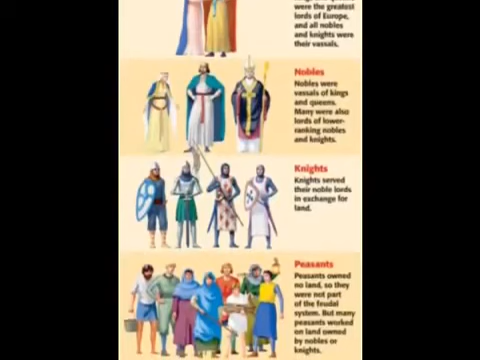 were the greatest
lords of Europe,
and all nobles
and knights were
their vassals.
Nobles
Nobles were
vassals of kings
and queens.
Many were also
lords of lower-
ranking nobles
and knights.
Knights
Knights served
their noble lords
in exchange for
land.
Peasants
Peasants owned
no land, so they
were not part
of the feudal
system. But many
peasants worked
on land owned
by nobles or
knights.